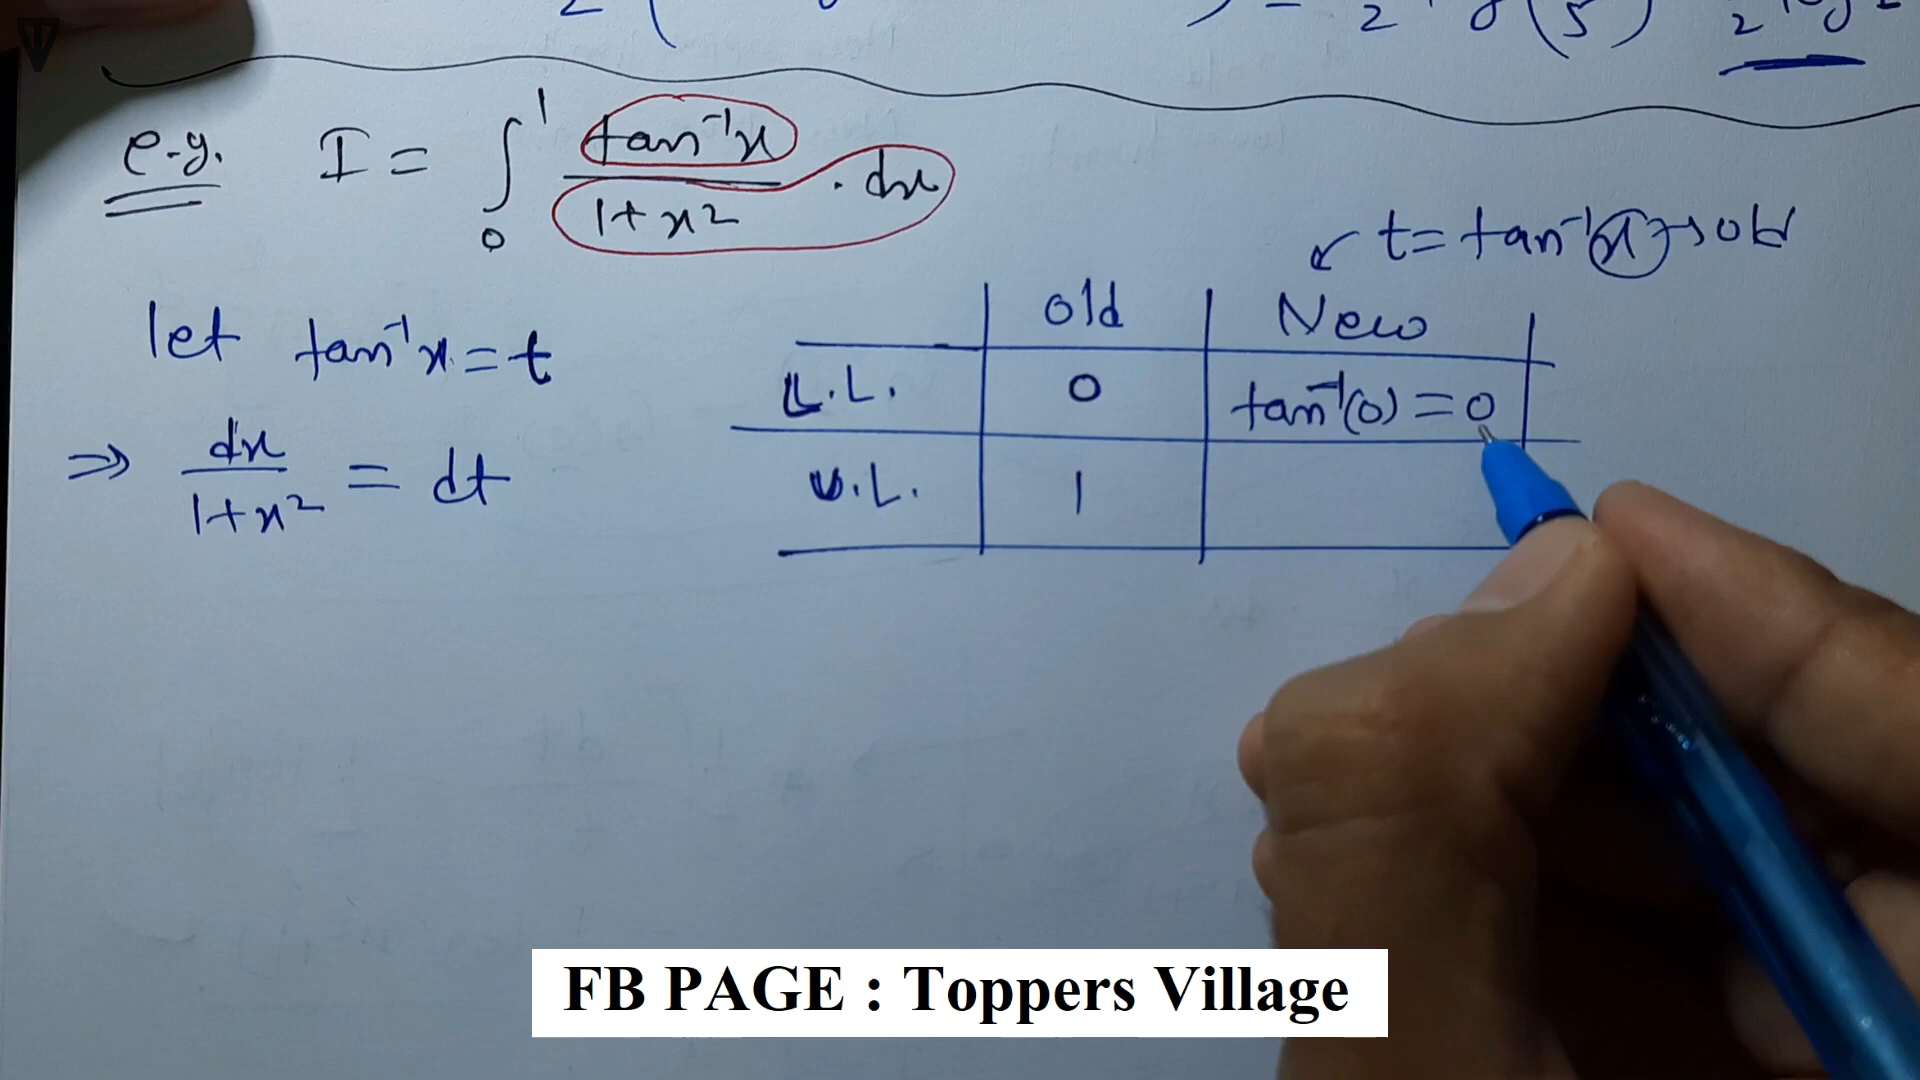 e.g. I = ∫₀¹ tan⁻¹x / 1+x² . dx
t = tan⁻¹x → old
let tan⁻¹x = t
⇒ dx / 1+x² = dt
old New
L.L. 0 tan⁻¹(0) = 0
U.L. 1
FB PAGE : Toppers Village